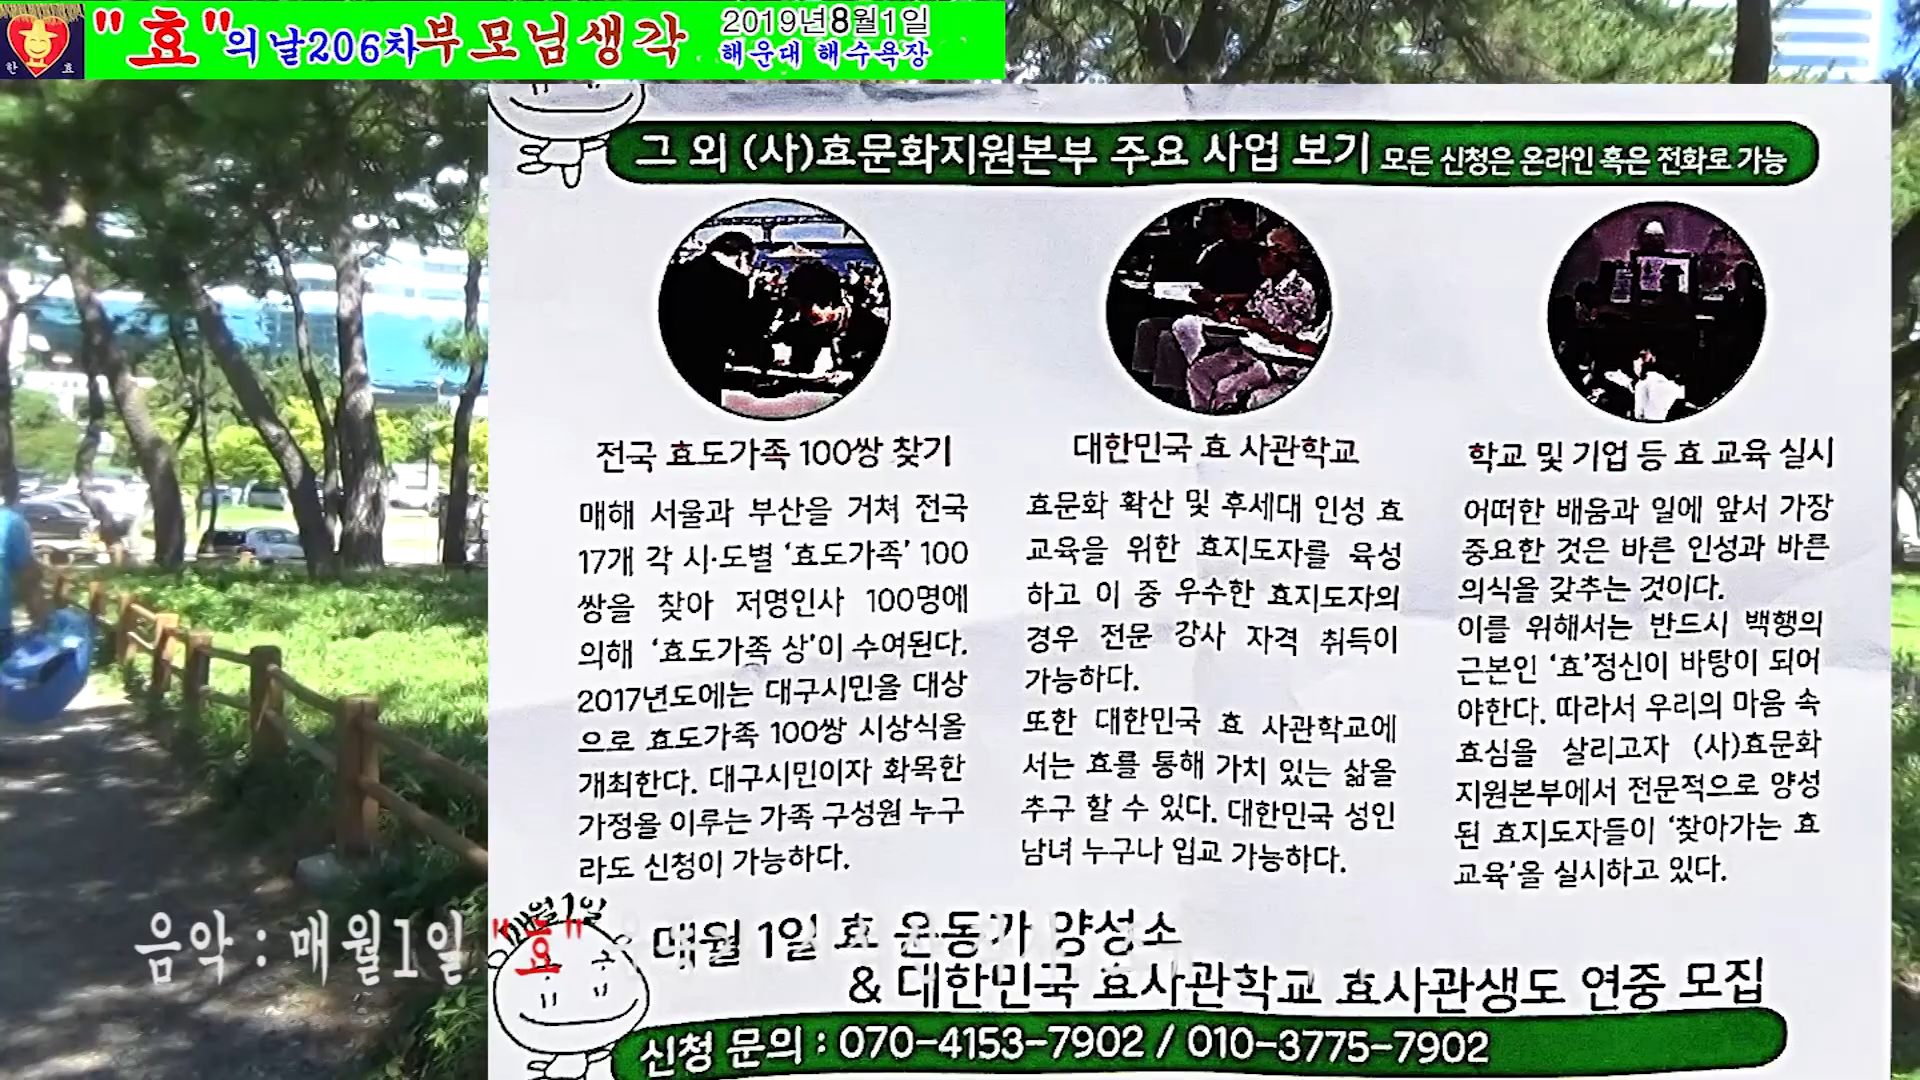 한 효
"효"의 날206차부모님생각
2019년8월1일
해운대 해수욕장
그 외 (사)효문화지원본부 주요 사업 보기 모든 신청은 온라인 혹은 전화로 가능
전국 효도가족 100쌍 찾기
매해 서울과 부산을 거쳐 전국
17개 각 시·도별 ‘효도가족’ 100
쌍을 찾아 저명인사 100명에
의해 ‘효도가족 상’이 수여된다.
2017년도에는 대구시민을 대상
으로 효도가족 100쌍 시상식을
개최한다. 대구시민이자 화목한
가정을 이루는 가족 구성원 누구
라도 신청이 가능하다.
대한민국 효 사관학교
효문화 확산 및 후세대 인성 효
교육을 위한 효지도자를 육성
하고 이 중 우수한 효지도자의
경우 전문 강사 자격 취득이
가능하다.
또한 대한민국 효 사관학교에
서는 효를 통해 가치 있는 삶을
추구 할 수 있다. 대한민국 성인
남녀 누구나 입교 가능하다.
학교 및 기업 등 효 교육 실시
어떠한 배움과 일에 앞서 가장
중요한 것은 바른 인성과 바른
의식을 갖추는 것이다.
이를 위해서는 반드시 백행의
근본인 ‘효’정신이 바탕이 되어
야한다. 따라서 우리의 마음 속
효심을 살리고자 (사)효문화
지원본부에서 전문적으로 양성
된 효지도자들이 ‘찾아가는 효
교육’을 실시하고 있다.
매월1일
음악 : 매월1일 "효"
매월 1일 효 운동가 양성소
& 대한민국 효사관학교 효사관생도 연중 모집
신청 문의 : 070-4153-7902 / 010-3775-7902